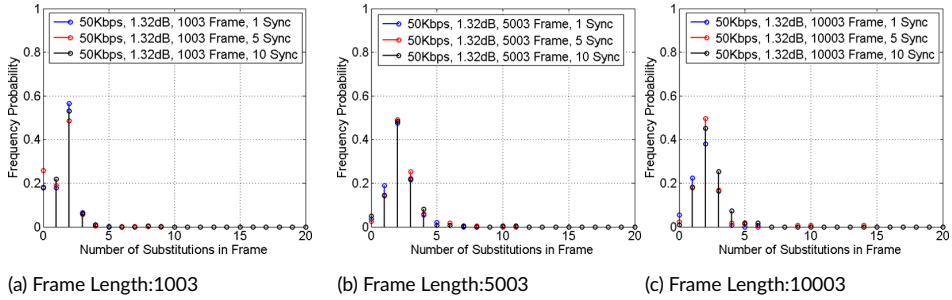 1
0.8
0.6
0.4
0.2
0
Frequency Probability
50Kbps, 1.32dB, 1003 Frame, 1 Sync
50Kbps, 1.32dB, 1003 Frame, 5 Sync
50Kbps, 1.32dB, 1003 Frame, 10 Sync
0 5 10 15 20
Number of Substitutions in Frame
(a) Frame Length:1003
1
0.8
0.6
0.4
0.2
0
Frequency Probability
50Kbps, 1.32dB, 5003 Frame, 1 Sync
50Kbps, 1.32dB, 5003 Frame, 5 Sync
50Kbps, 1.32dB, 5003 Frame, 10 Sync
0 5 10 15 20
Number of Substitutions in Frame
(b) Frame Length:5003
1
0.8
0.6
0.4
0.2
0
Frequency Probability
50Kbps, 1.32dB, 10003 Frame, 1 Sync
50Kbps, 1.32dB, 10003 Frame, 5 Sync
50Kbps, 1.32dB, 10003 Frame, 10 Sync
0 5 10 15 20
Number of Substitutions in Frame
(c) Frame Length:10003